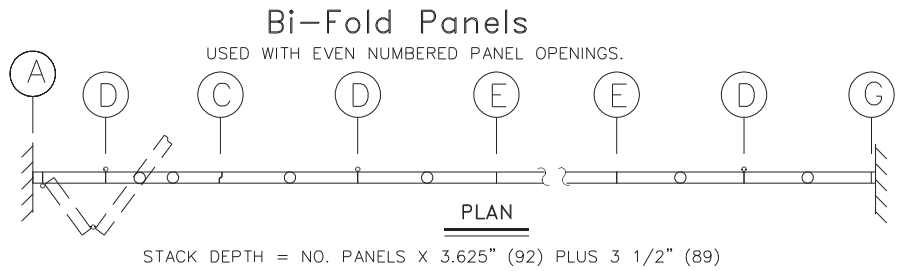 Bi-Fold Panels
USED WITH EVEN NUMBERED PANEL OPENINGS.
A D C D E E D G
PLAN
STACK DEPTH = NO. PANELS X 3.625" (92) PLUS 3 1/2" (89)